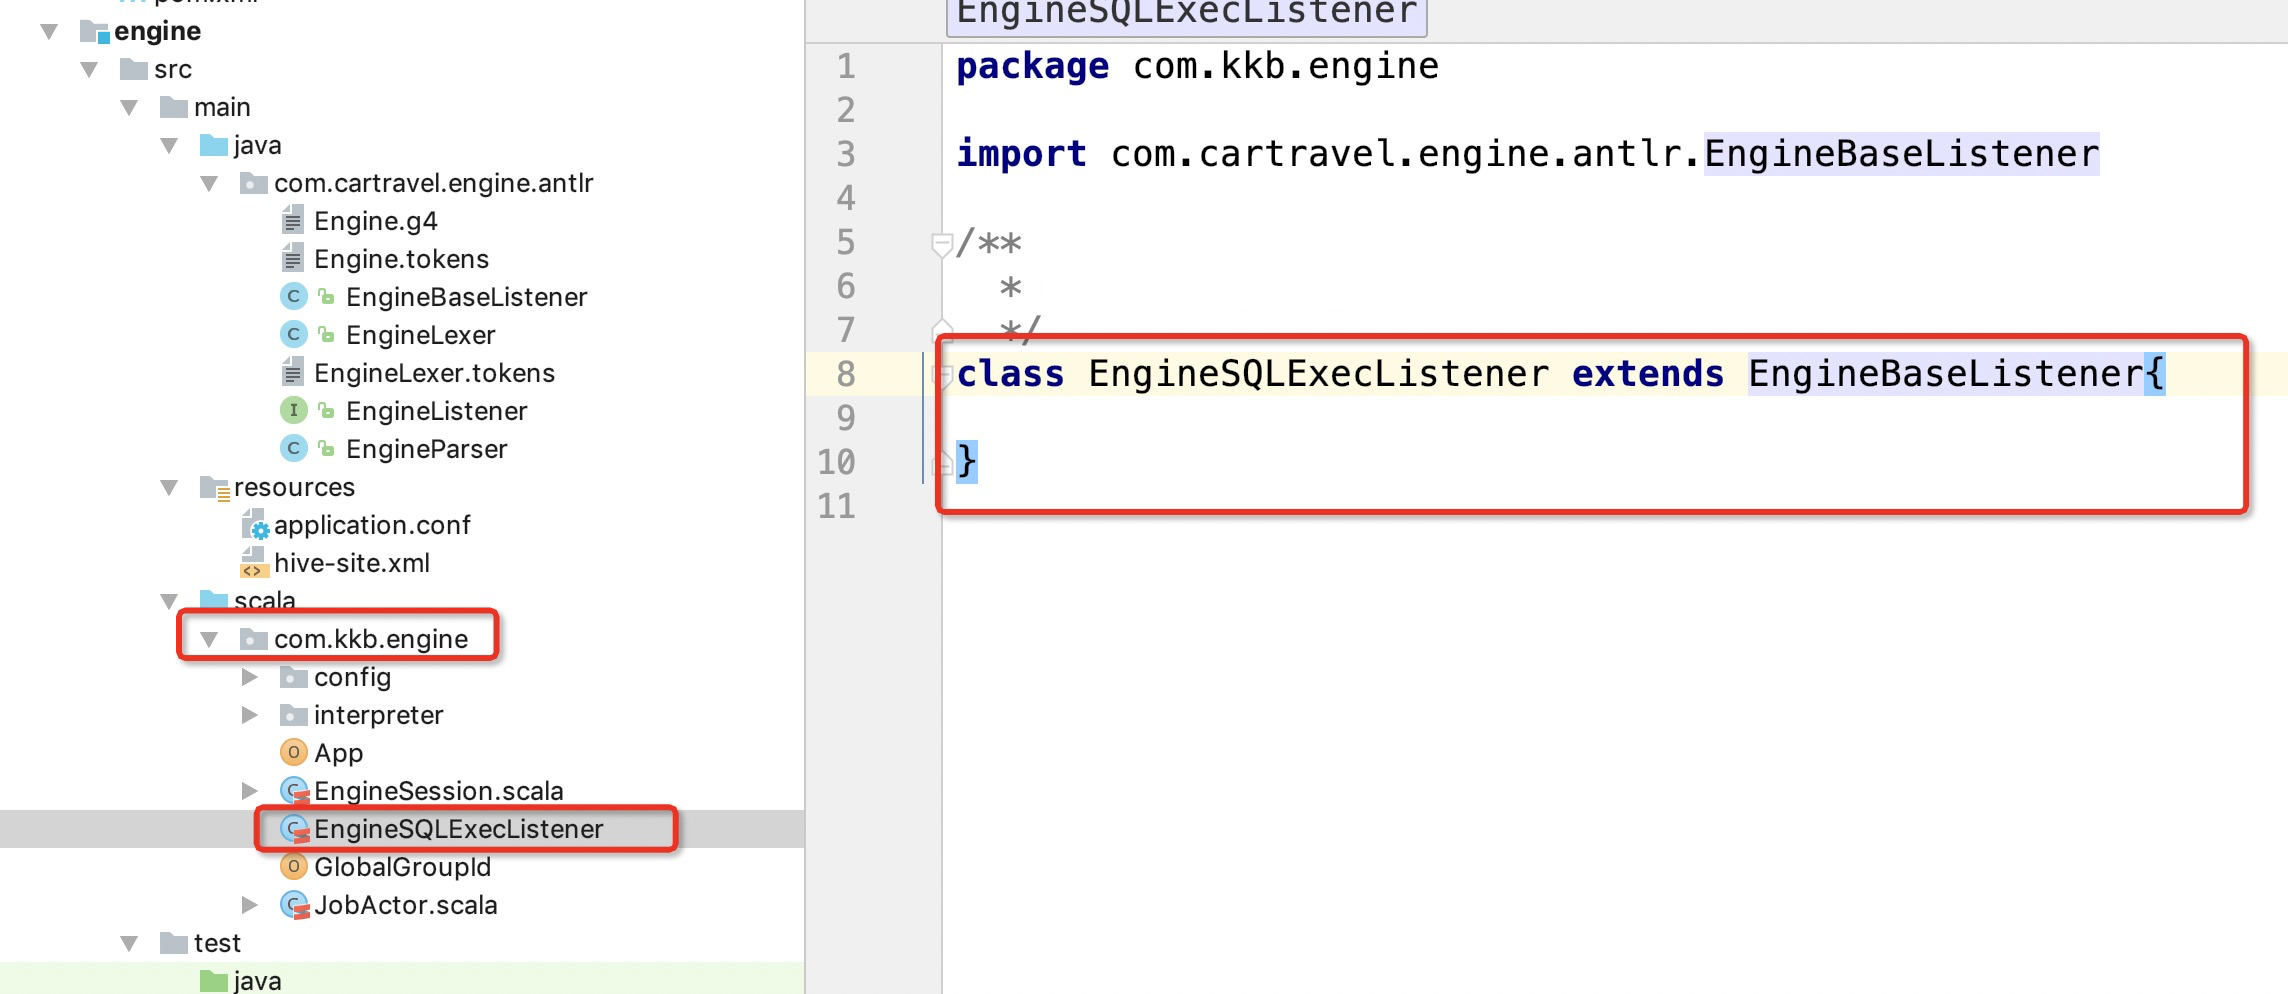 pom.xml
engine
src
main
java
com.cartravel.engine.antlr
Engine.g4
Engine.tokens
EngineBaseListener
EngineLexer
EngineLexer.tokens
EngineListener
EngineParser
resources
application.conf
hive-site.xml
scala
com.kkb.engine
config
interpreter
App
EngineSession.scala
EngineSQLExecListener
GlobalGroupId
JobActor.scala
test
java
EngineSQLExecListener
1 package com.kkb.engine
2
3 import com.cartravel.engine.antlr.EngineBaseListener
4
5 /**
6 *
7 */
8 class EngineSQLExecListener extends EngineBaseListener{
9
10 }
11